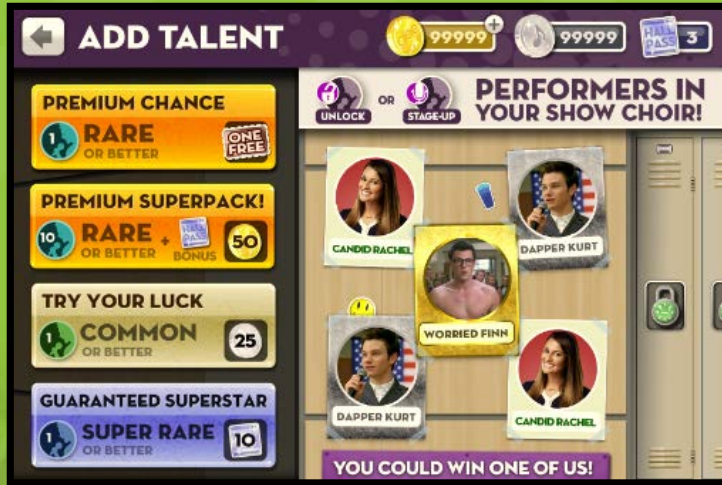 ADD TALENT
99999
99999
HALL PASS
3
PREMIUM CHANCE
1
RARE
OR BETTER
ONE FREE
PREMIUM SUPERPACK!
10
RARE +
OR BETTER
HALL PASS
BONUS
50
TRY YOUR LUCK
1
COMMON
OR BETTER
25
GUARANTEED SUPERSTAR
1
SUPER RARE
OR BETTER
10
UNLOCK
OR
STAGE-UP
PERFORMERS IN
YOUR SHOW CHOIR!
CANDID RACHEL
DAPPER KURT
WORRIED FINN
DAPPER KURT
CANDID RACHEL
YOU COULD WIN ONE OF US!